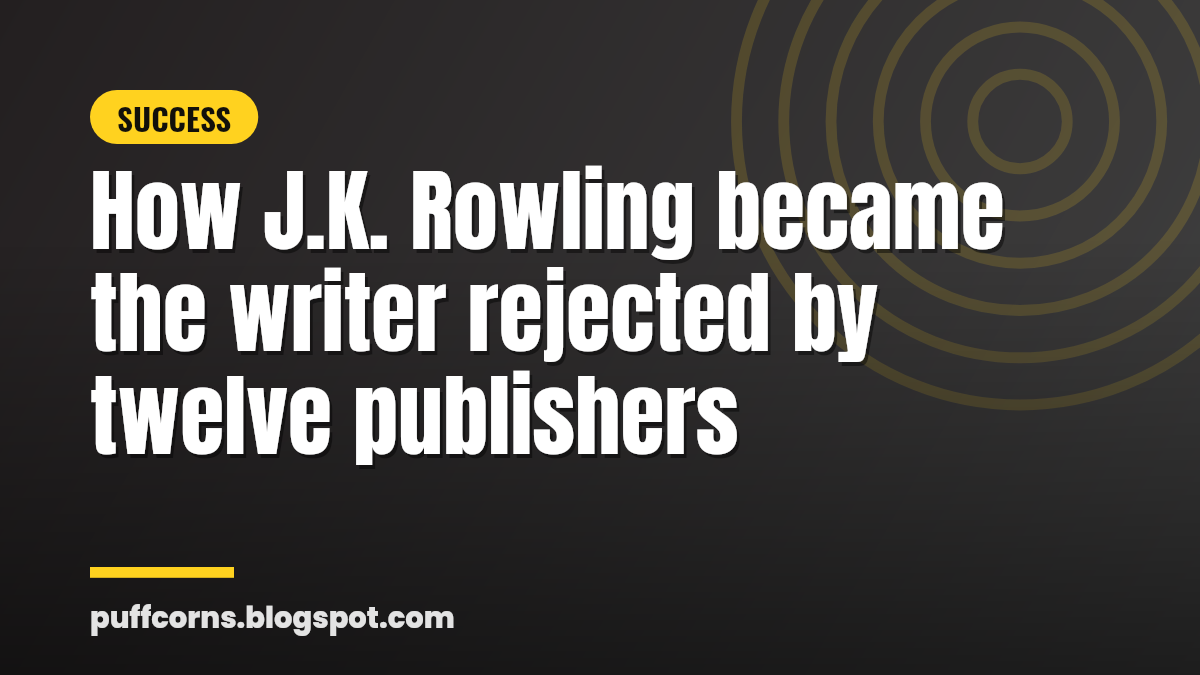 SUCCESS
How J.K. Rowling became
the writer rejected by
twelve publishers
puffcorns.blogspot.com